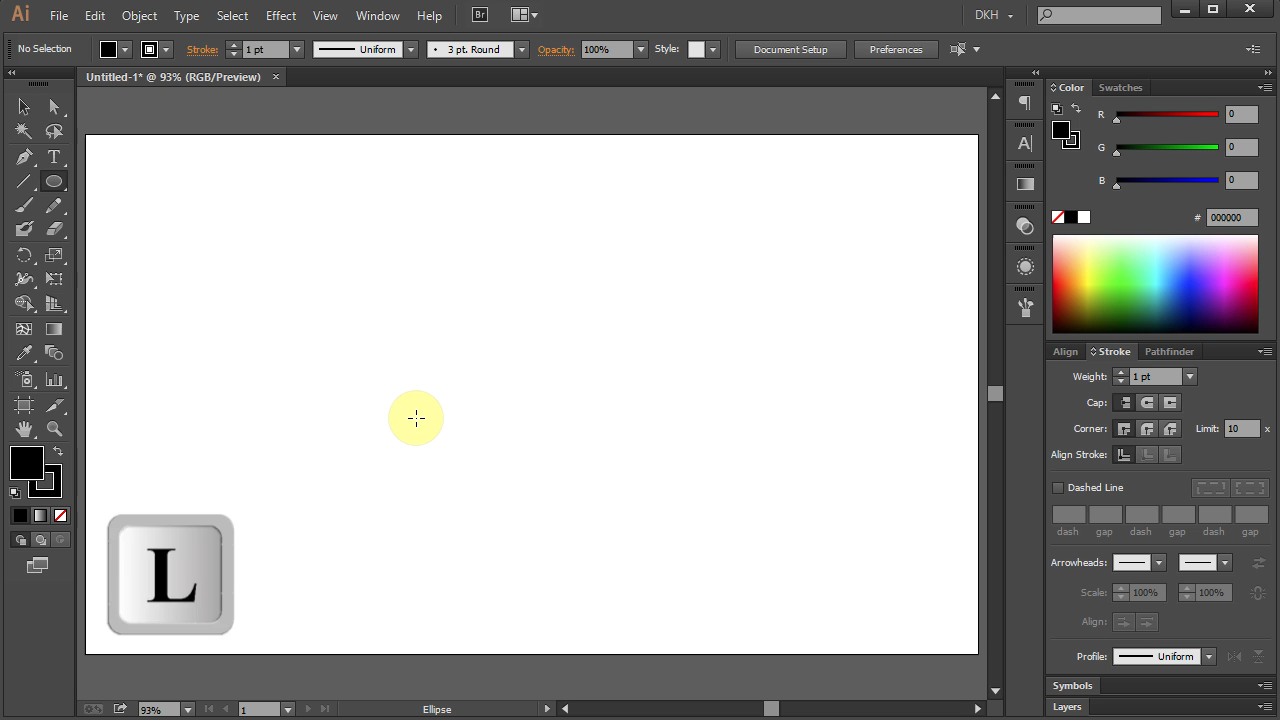 Ai File Edit Object Type Select Effect View Window Help Br DKH
No Selection Stroke: 1 pt Uniform 3 pt. Round Opacity: 100% Style: Document Setup Preferences
Untitled-1* @ 93% (RGB/Preview) ×
Color Swatches
R 0
G 0
B 0
# 000000
Align Stroke Pathfinder
Weight: 1 pt
Cap:
Corner: Limit: 10 x
Align Stroke:
Dashed Line
dash gap dash gap dash gap
Arrowheads:
Scale: 100% 100%
Align:
Profile: Uniform
Symbols
Layers
T
A
L
93% 1 Ellipse